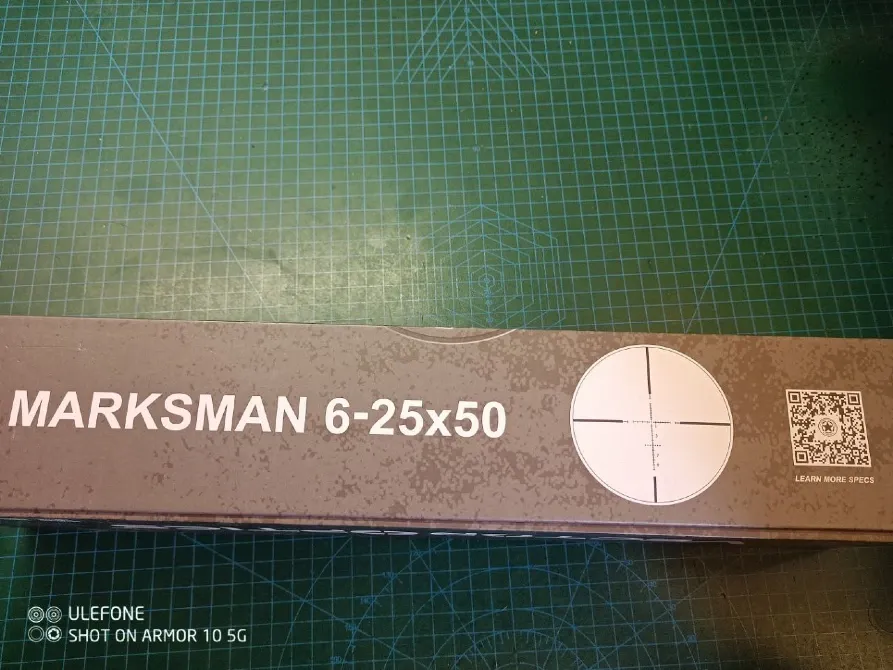 MARKSMAN 6-25x50
LEARN MORE SPECS
ULEFONE
SHOT ON ARMOR 10 5G